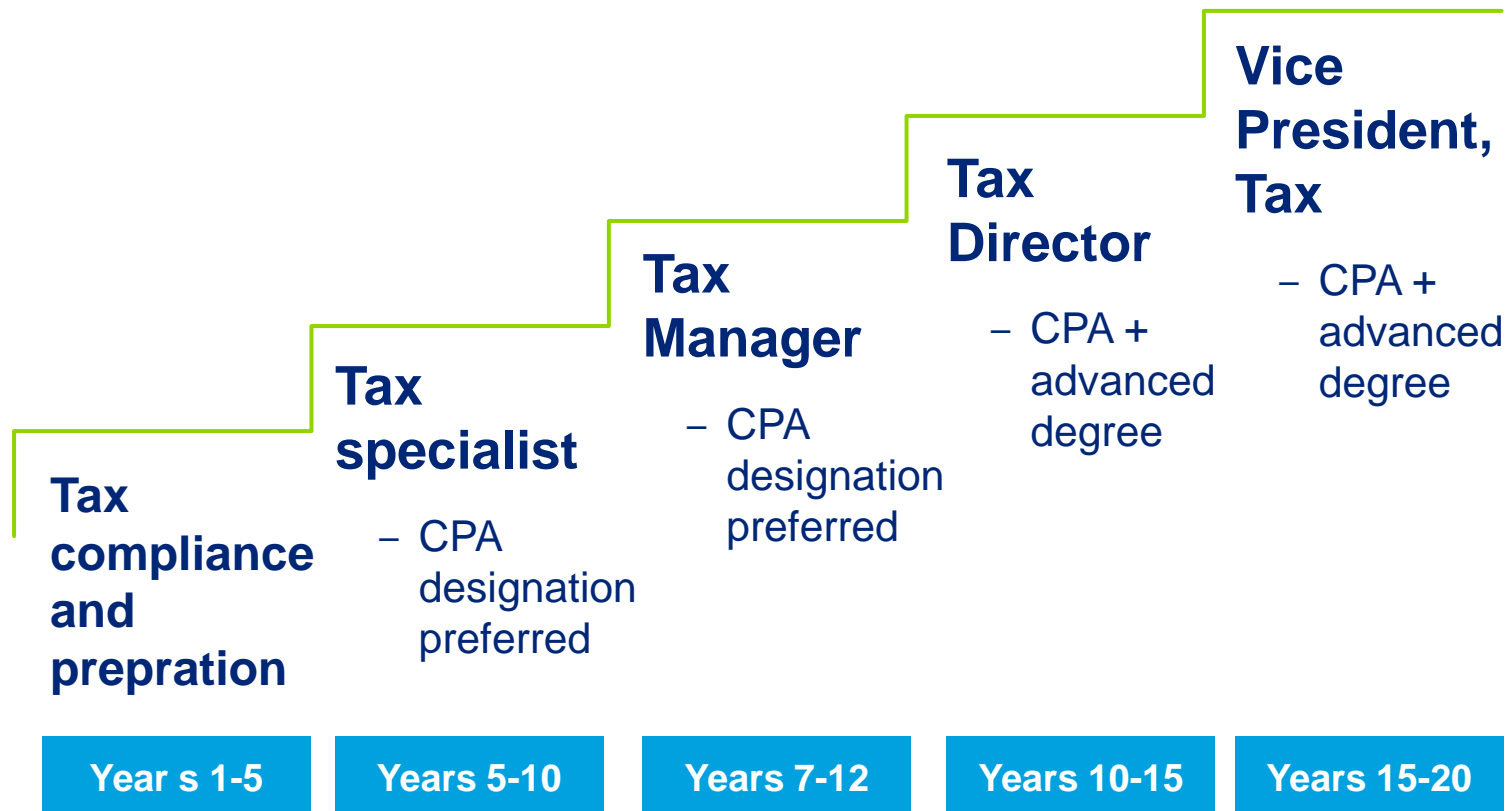 Tax
compliance
and
prepration
Year s 1-5
Tax
specialist
– CPA
designation
preferred
Years 5-10
Tax
Manager
– CPA
designation
preferred
Years 7-12
Tax
Director
– CPA +
advanced
degree
Years 10-15
Vice
President,
Tax
– CPA +
advanced
degree
Years 15-20